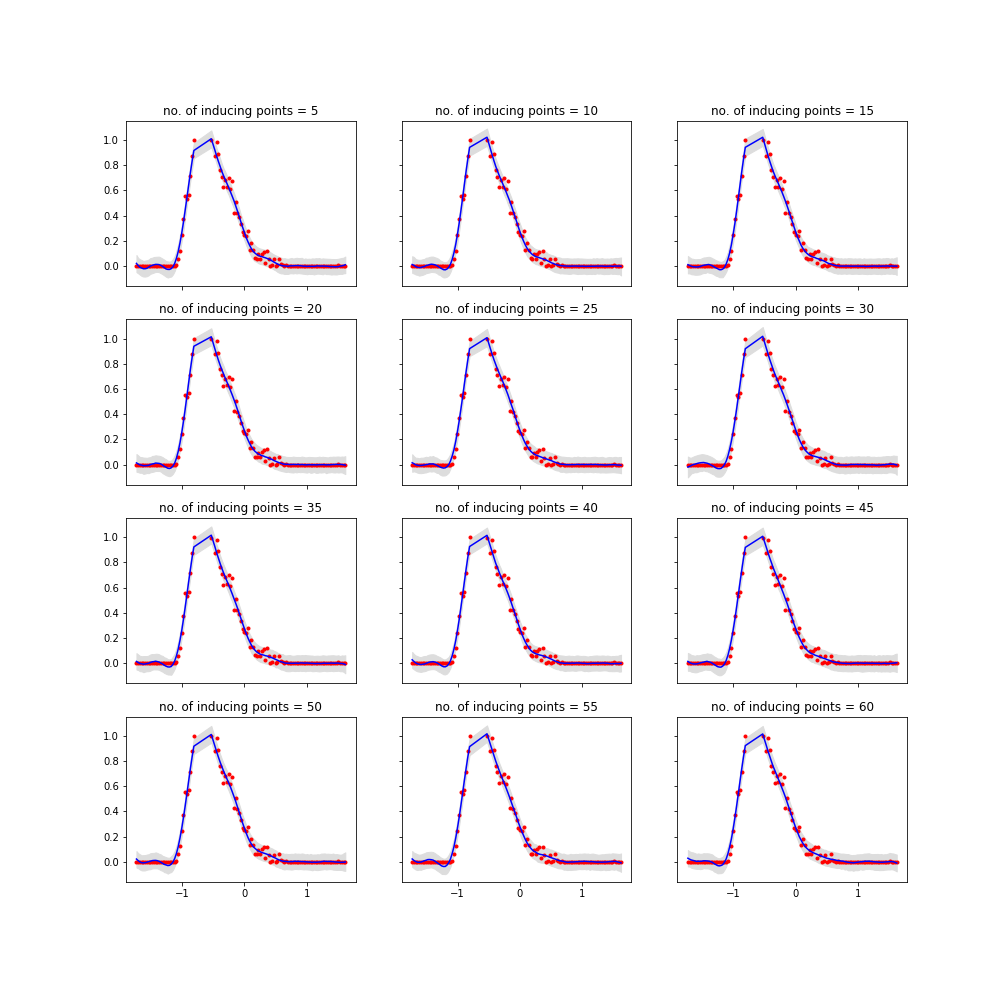 no. of inducing points = 5
no. of inducing points = 10
no. of inducing points = 15
1.0
0.8
0.6
0.4
0.2
0.0
no. of inducing points = 20
no. of inducing points = 25
no. of inducing points = 30
1.0
0.8
0.6
0.4
0.2
0.0
no. of inducing points = 35
no. of inducing points = 40
no. of inducing points = 45
1.0
0.8
0.6
0.4
0.2
0.0
no. of inducing points = 50
no. of inducing points = 55
no. of inducing points = 60
1.0
0.8
0.6
0.4
0.2
0.0
−1 0 1
−1 0 1
−1 0 1